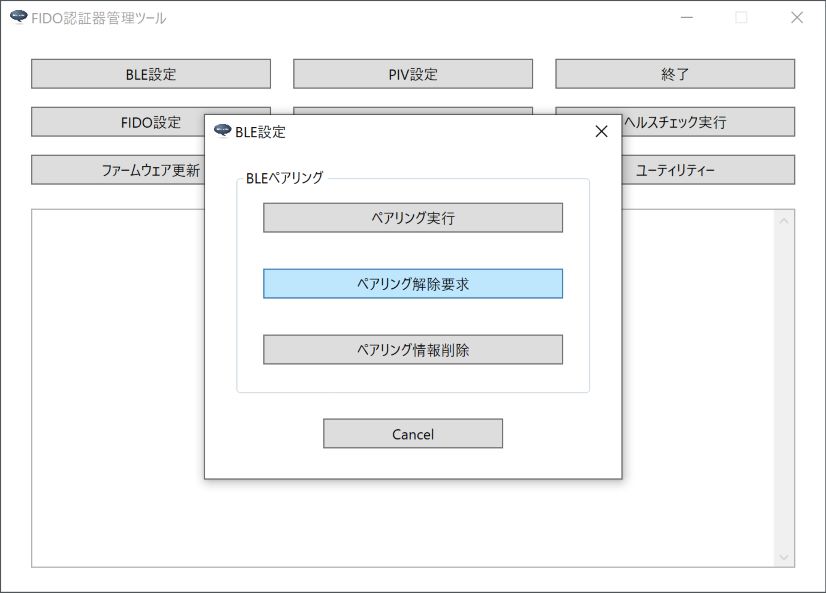 FIDO認証器管理ツール
BLE設定
PIV設定
終了
FIDO設定
ヘルスチェック実行
ファームウェア更新
ユーティリティー
BLE設定
BLEペアリング
ペアリング実行
ペアリング解除要求
ペアリング情報削除
Cancel